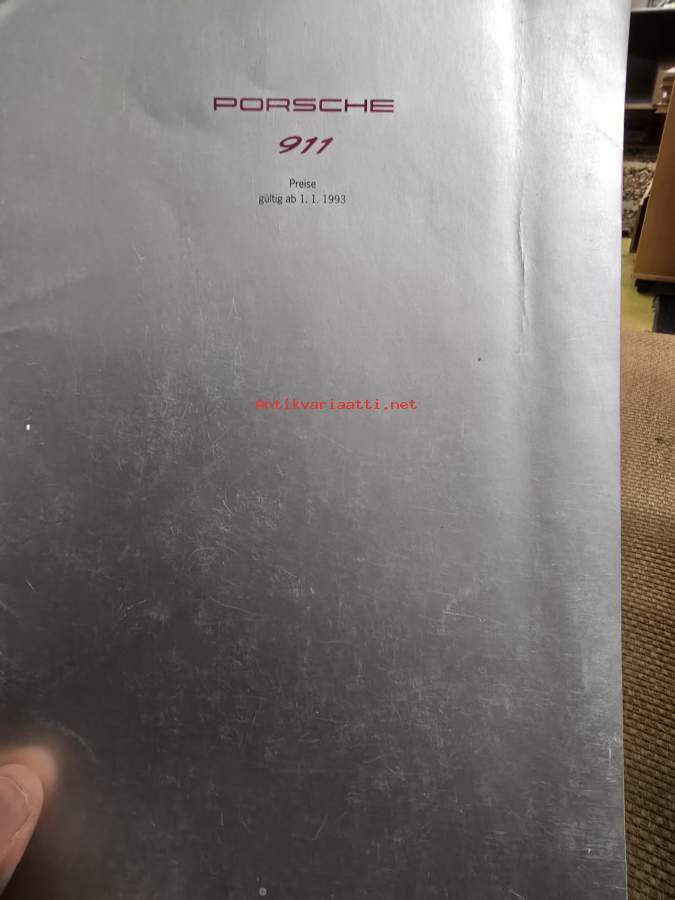 PORSCHE
911
Preise
gültig ab 1. 1. 1993
Antikvariaatti.net